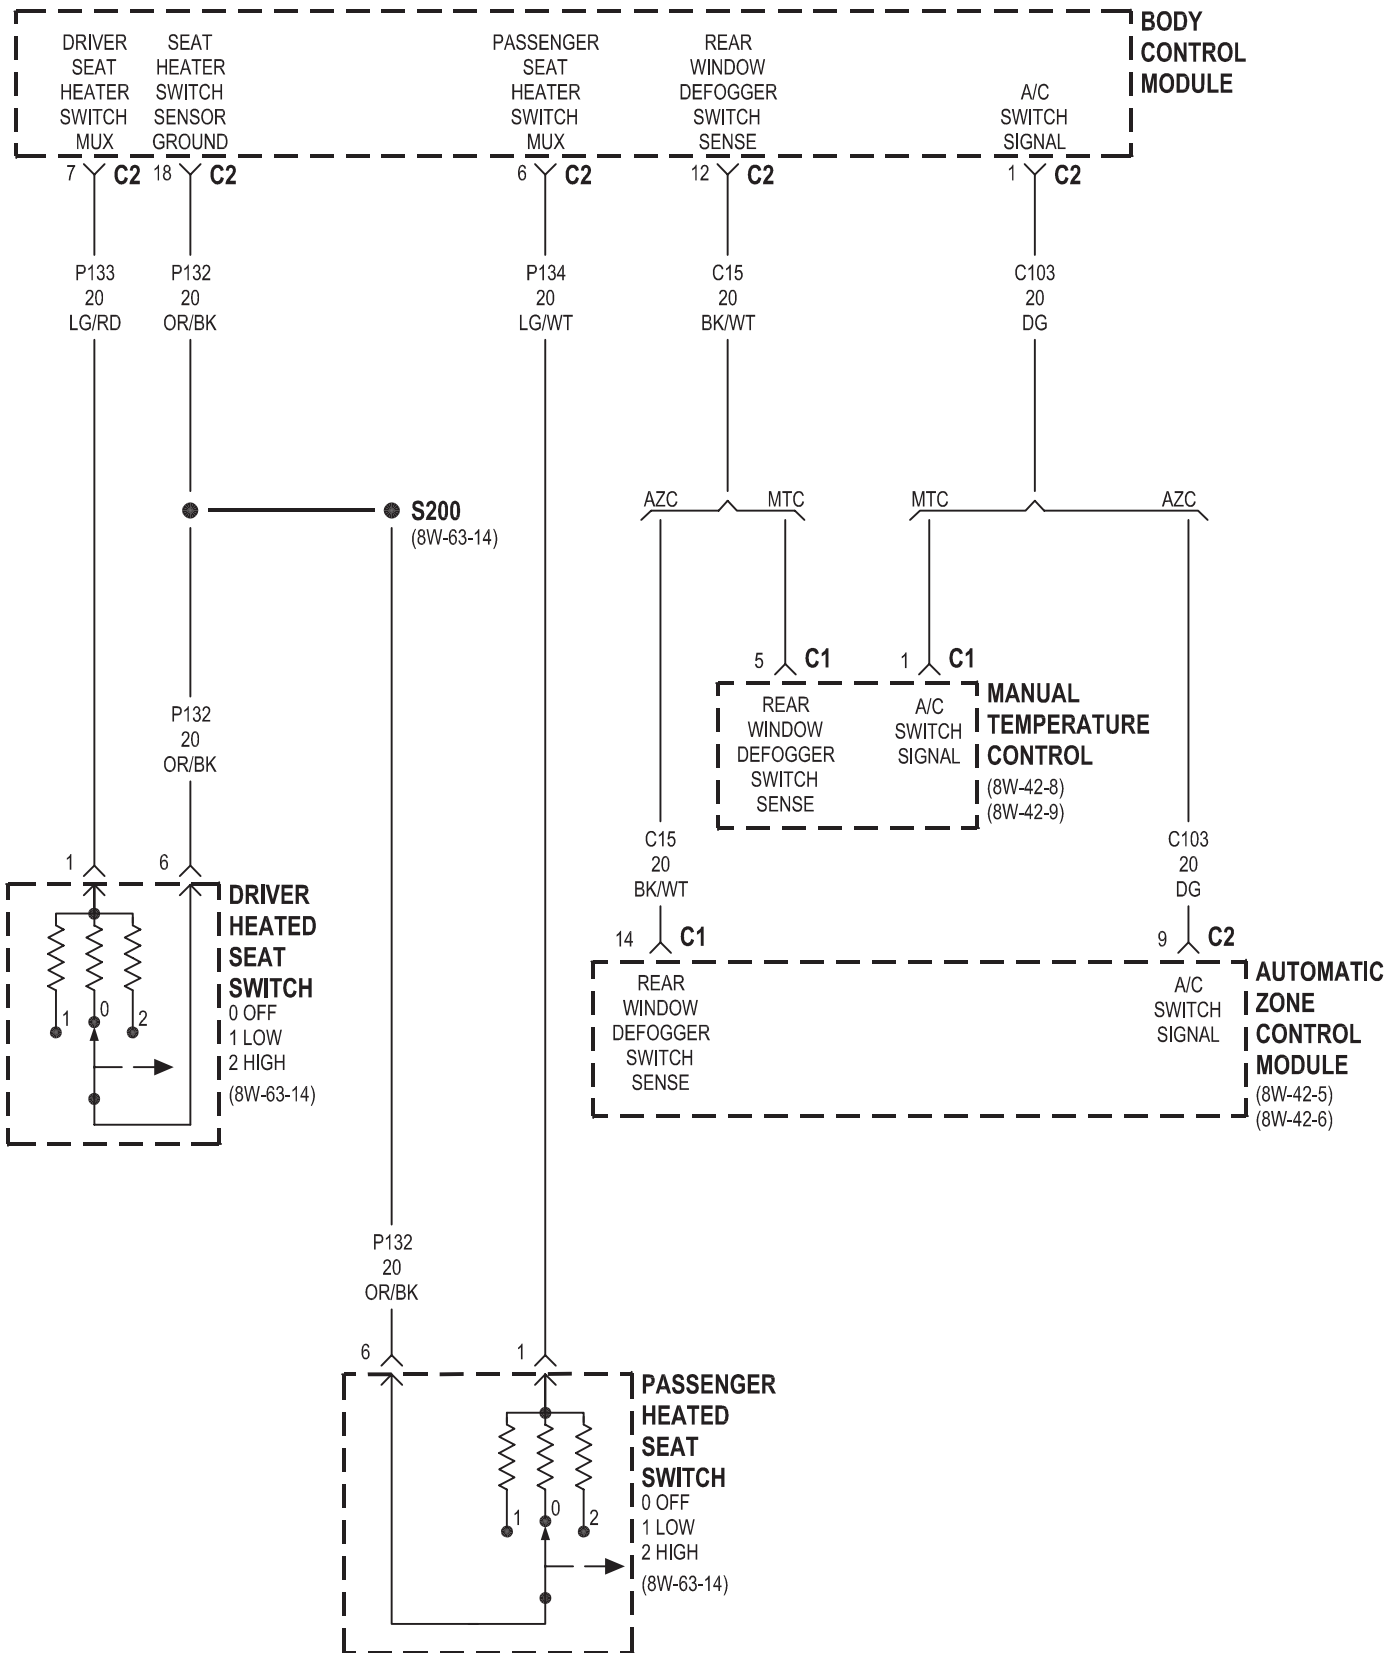 BODY
CONTROL
MODULE
DRIVER
SEAT
HEATER
SWITCH
MUX
SEAT
HEATER
SWITCH
SENSOR
GROUND
PASSENGER
SEAT
HEATER
SWITCH
MUX
REAR
WINDOW
DEFOGGER
SWITCH
SENSE
A/C
SWITCH
SIGNAL
7 C2
18 C2
6 C2
12 C2
1 C2
P133
20
LG/RD
P132
20
OR/BK
P134
20
LG/WT
C15
20
BK/WT
C103
20
DG
S200
(8W-63-14)
AZC
MTC
MTC
AZC
5 C1
1 C1
REAR
WINDOW
DEFOGGER
SWITCH
SENSE
A/C
SWITCH
SIGNAL
MANUAL
TEMPERATURE
CONTROL
(8W-42-8)
(8W-42-9)
P132
20
OR/BK
C15
20
BK/WT
C103
20
DG
1
6
DRIVER
HEATED
SEAT
SWITCH
0 OFF
1 LOW
2 HIGH
(8W-63-14)
1
0
2
14 C1
9 C2
REAR
WINDOW
DEFOGGER
SWITCH
SENSE
A/C
SWITCH
SIGNAL
AUTOMATIC
ZONE
CONTROL
MODULE
(8W-42-5)
(8W-42-6)
P132
20
OR/BK
6
1
PASSENGER
HEATED
SEAT
SWITCH
0 OFF
1 LOW
2 HIGH
(8W-63-14)
1
0
2